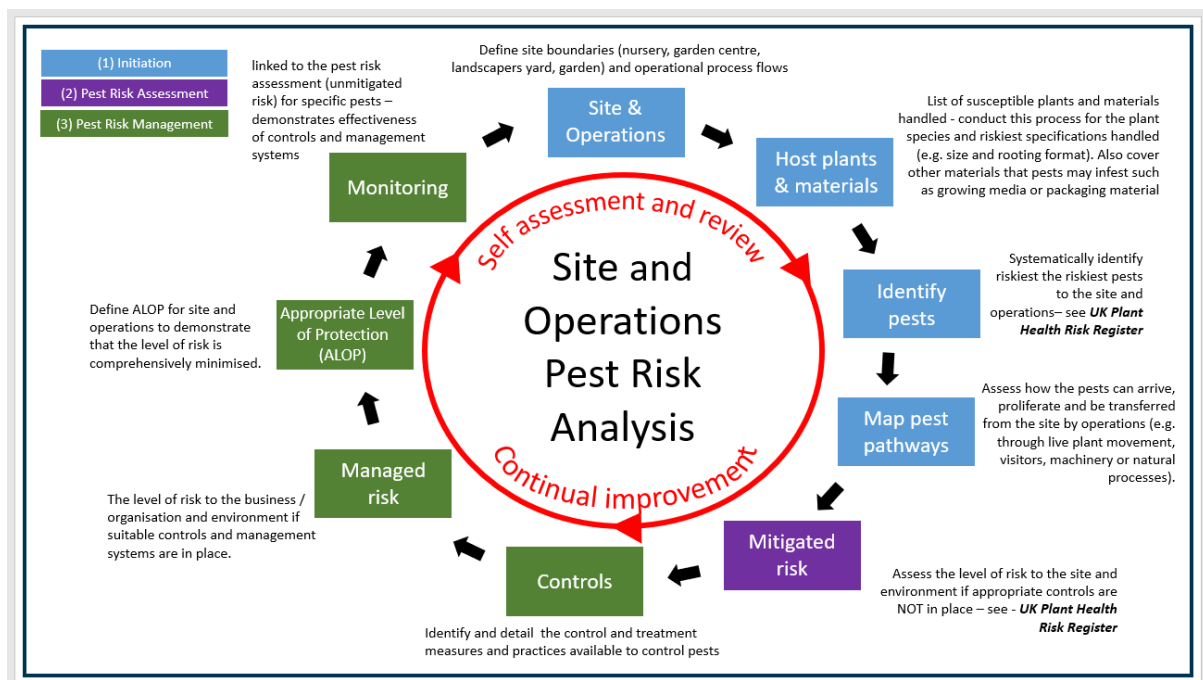 (1) Initiation
(2) Pest Risk Assessment
(3) Pest Risk Management
linked to the pest risk
assessment (unmitigated
risk) for specific pests –
demonstrates effectiveness
of controls and management
systems
Define site boundaries (nursery, garden centre,
landscapers yard, garden) and operational process flows
Site &
Operations
List of susceptible plants and materials
handled - conduct this process for the plant
species and riskiest specifications handled
(e.g. size and rooting format). Also cover
other materials that pests may infest such
as growing media or packaging material
Host plants
& materials
Systematically identify
riskiest the riskiest pests
to the site and
operations– see UK Plant
Health Risk Register
Identify
pests
Assess how the pests can arrive,
proliferate and be transferred
from the site by operations (e.g.
through live plant movement,
visitors, machinery or natural
processes).
Map pest
pathways
Mitigated
risk
Assess the level of risk to the site and
environment if appropriate controls are
NOT in place – see - UK Plant Health
Risk Register
Controls
Identify and detail the control and treatment
measures and practices available to control pests
Managed
risk
The level of risk to the business /
organisation and environment if
suitable controls and management
systems are in place.
Appropriate Level
of Protection
(ALOP)
Define ALOP for site and
operations to demonstrate
that the level of risk is
comprehensively minimised.
Monitoring
Self assessment and review
Site and
Operations
Pest Risk
Analysis
Continual improvement